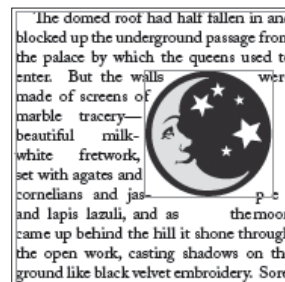 The domed roof had half fallen in and
blocked up the underground passage from
the palace by which the queens used to
enter. But the walls were
made of screens of
marble tracery—
beautiful milk-
white fretwork,
set with agates and
cornelians and jas- pe
and lapis lazuli, and as the moon
came up behind the hill it shone through
the open work, casting shadows on the
ground like black velvet embroidery. Sore